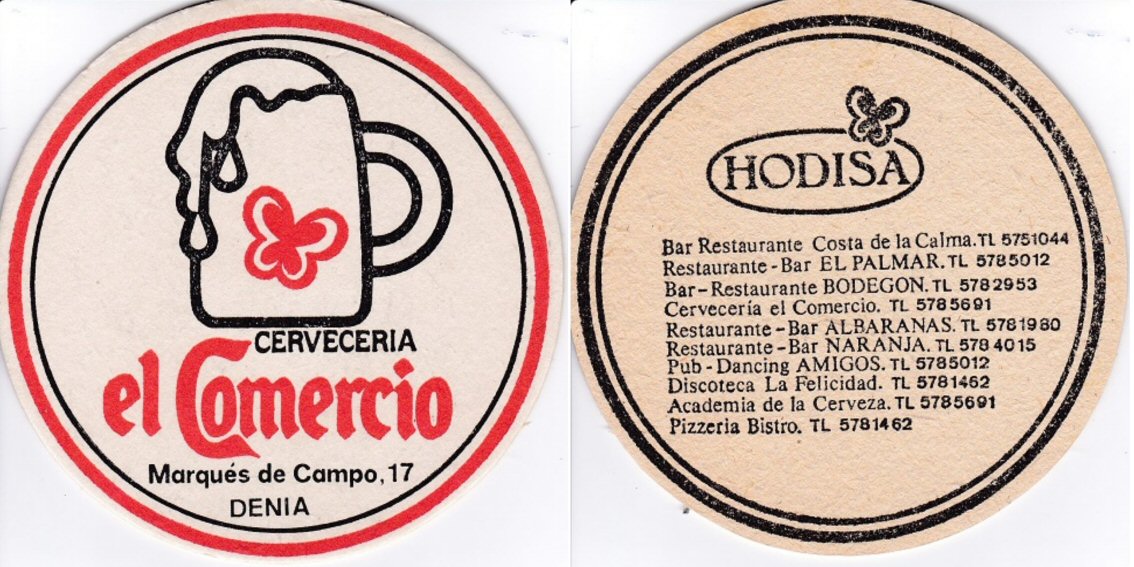 CERVECERIA
el Comercio
Marqués de Campo, 17
DENIA
HODISA
Bar Restaurante Costa de la Calma. TL 5751044
Restaurante - Bar EL PALMAR. TL 5785012
Bar - Restaurante BODEGON. TL 5782953
Cervecería el Comercio. TL 5785691
Restaurante - Bar ALBARANAS. TL 5781980
Restaurante - Bar NARANJA. TL 5784015
Pub - Dancing AMIGOS. TL 5785012
Discoteca La Felicidad. TL 5781462
Academia de la Cerveza. TL 5785691
Pizzeria Bistro. TL 5781462